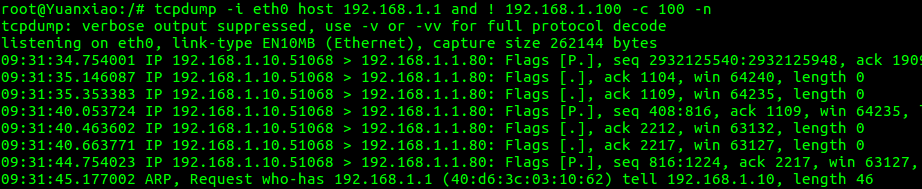 root@Yuanxiao:/# tcpdump -i eth0 host 192.168.1.1 and ! 192.168.1.100 -c 100 -n
tcpdump: verbose output suppressed, use -v or -vv for full protocol decode
listening on eth0, link-type EN10MB (Ethernet), capture size 262144 bytes
09:31:34.754001 IP 192.168.1.10.51068 > 192.168.1.1.80: Flags [P.], seq 2932125540:2932125948, ack 1909
09:31:35.146087 IP 192.168.1.10.51068 > 192.168.1.1.80: Flags [.], ack 1104, win 64240, length 0
09:31:35.353383 IP 192.168.1.10.51068 > 192.168.1.1.80: Flags [.], ack 1109, win 64235, length 0
09:31:40.053724 IP 192.168.1.10.51068 > 192.168.1.1.80: Flags [P.], seq 408:816, ack 1109, win 64235,
09:31:40.463602 IP 192.168.1.10.51068 > 192.168.1.1.80: Flags [.], ack 2212, win 63132, length 0
09:31:40.663771 IP 192.168.1.10.51068 > 192.168.1.1.80: Flags [.], ack 2217, win 63127, length 0
09:31:44.754023 IP 192.168.1.10.51068 > 192.168.1.1.80: Flags [P.], seq 816:1224, ack 2217, win 63127,
09:31:45.177002 ARP, Request who-has 192.168.1.1 (40:d6:3c:03:10:62) tell 192.168.1.10, length 46